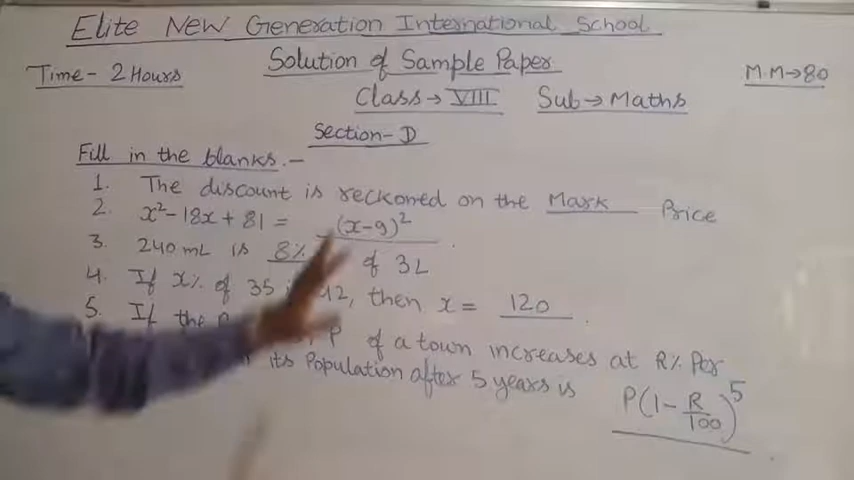 Elite New Generation International School
Solution of Sample Paper
Time- 2 Hours
M.M→80
Class→VIII Sub→Maths
Section-D
Fill in the blanks.-
1. The discount is reckoned on the Mark Price
2. x²-18x+81 = (x-9)²
3. 240 mL is 8% of 3L
4. If x% of 35 12, then x = 120
5. If the P of a town increases at R% Per
its Population after 5 years is P(1-R/100)^5